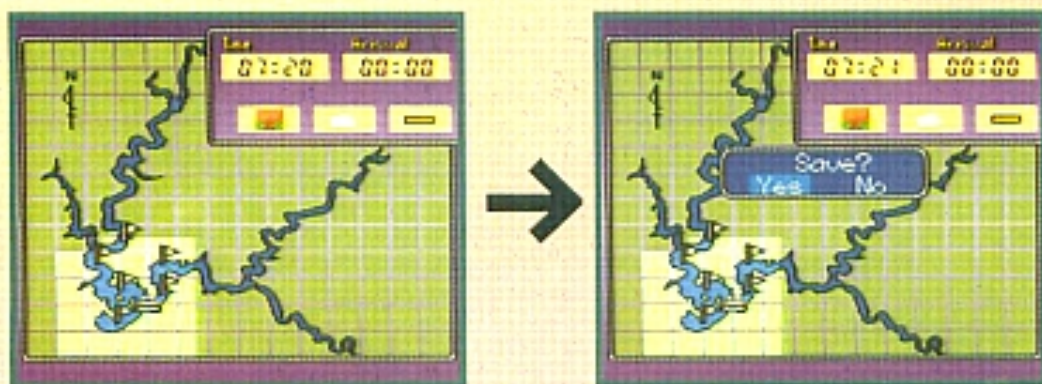 Time Arrival
07:20 00:00
N
Time Arrival
07:21 00:00
N
Save?
Yes No